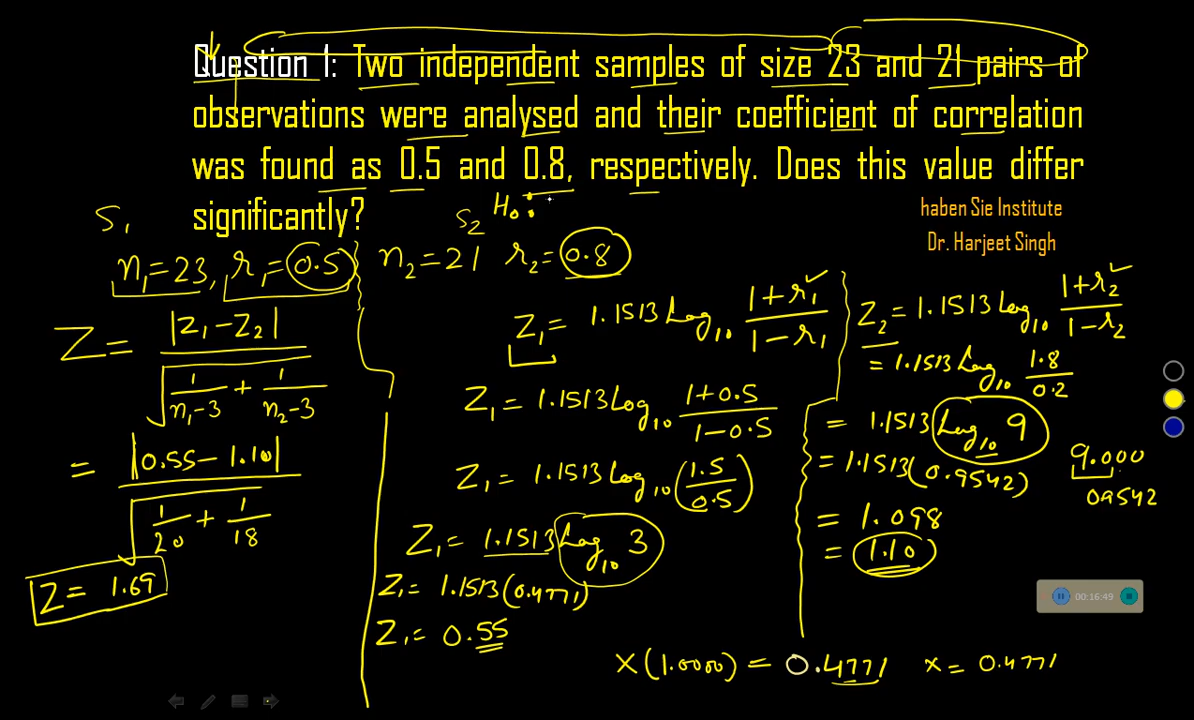 Question 1: Two independent samples of size 23 and 21 pairs of
observations were analysed and their coefficient of correlation
was found as 0.5 and 0.8, respectively. Does this value differ
significantly?
haben Sie Institute
Dr. Harjeet Singh
S₁
S₂ H₀:
n₁=23, r₁=0.5
n₂=21 r₂=0.8
Z = |Z₁-Z₂| / √(1/(n₁-3) + 1/(n₂-3))
= |0.55-1.10| / √(1/20 + 1/18)
Z = 1.69
Z₁ = 1.1513 Log₁₀ (1+r₁)/(1-r₁)
Z₁ = 1.1513 Log₁₀ (1+0.5)/(1-0.5)
Z₁ = 1.1513 Log₁₀ (1.5/0.5)
Z₁ = 1.1513 Log₁₀ 3
Z₁ = 1.1513(0.4771)
Z₁ = 0.55
Z₂ = 1.1513 Log₁₀ (1+r₂)/(1-r₂)
= 1.1513 Log₁₀ 1.8/0.2
= 1.1513 Log₁₀ 9
= 1.1513(0.9542)
= 1.098
= 1.10
9.000
09542
00:16:49
x(1.0000) = 0.4771 x = 0.4771